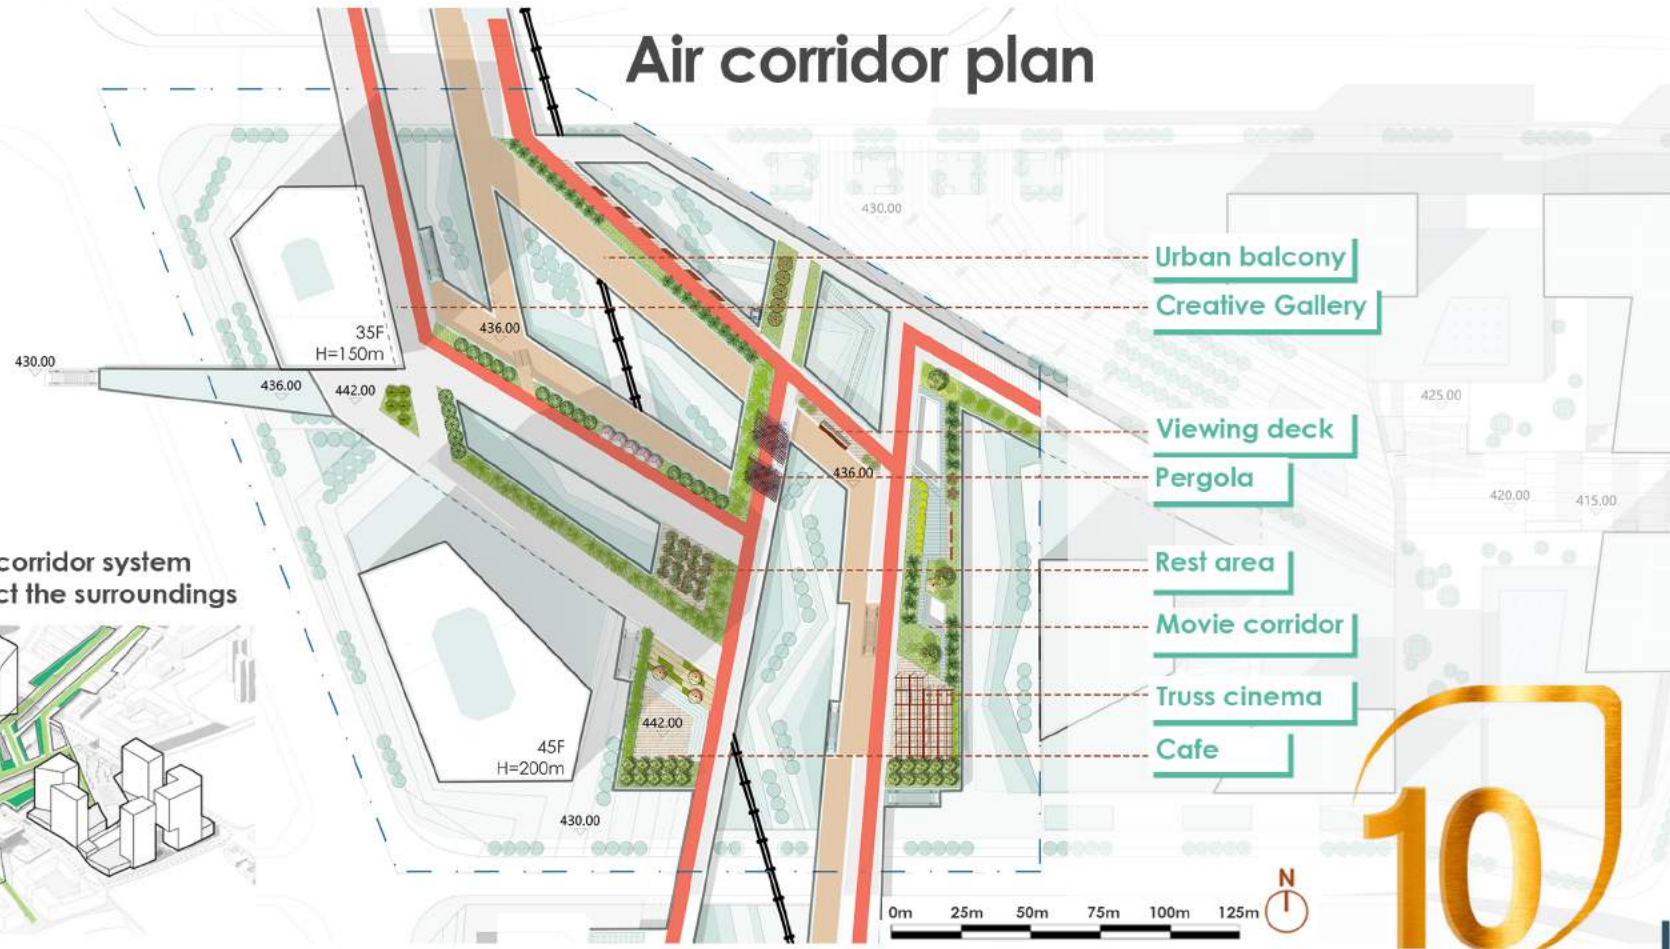 Air corridor plan
430.00
Urban balcony
Creative Gallery
436.00
35F
H=150m
430.00
436.00
442.00
425.00
Viewing deck
436.00
Pergola
420.00
415.00
corridor system
ct the surroundings
Rest area
Movie corridor
Truss cinema
442.00
45F
H=200m
Cafe
430.00
10
N
0m 25m 50m 75m 100m 125m